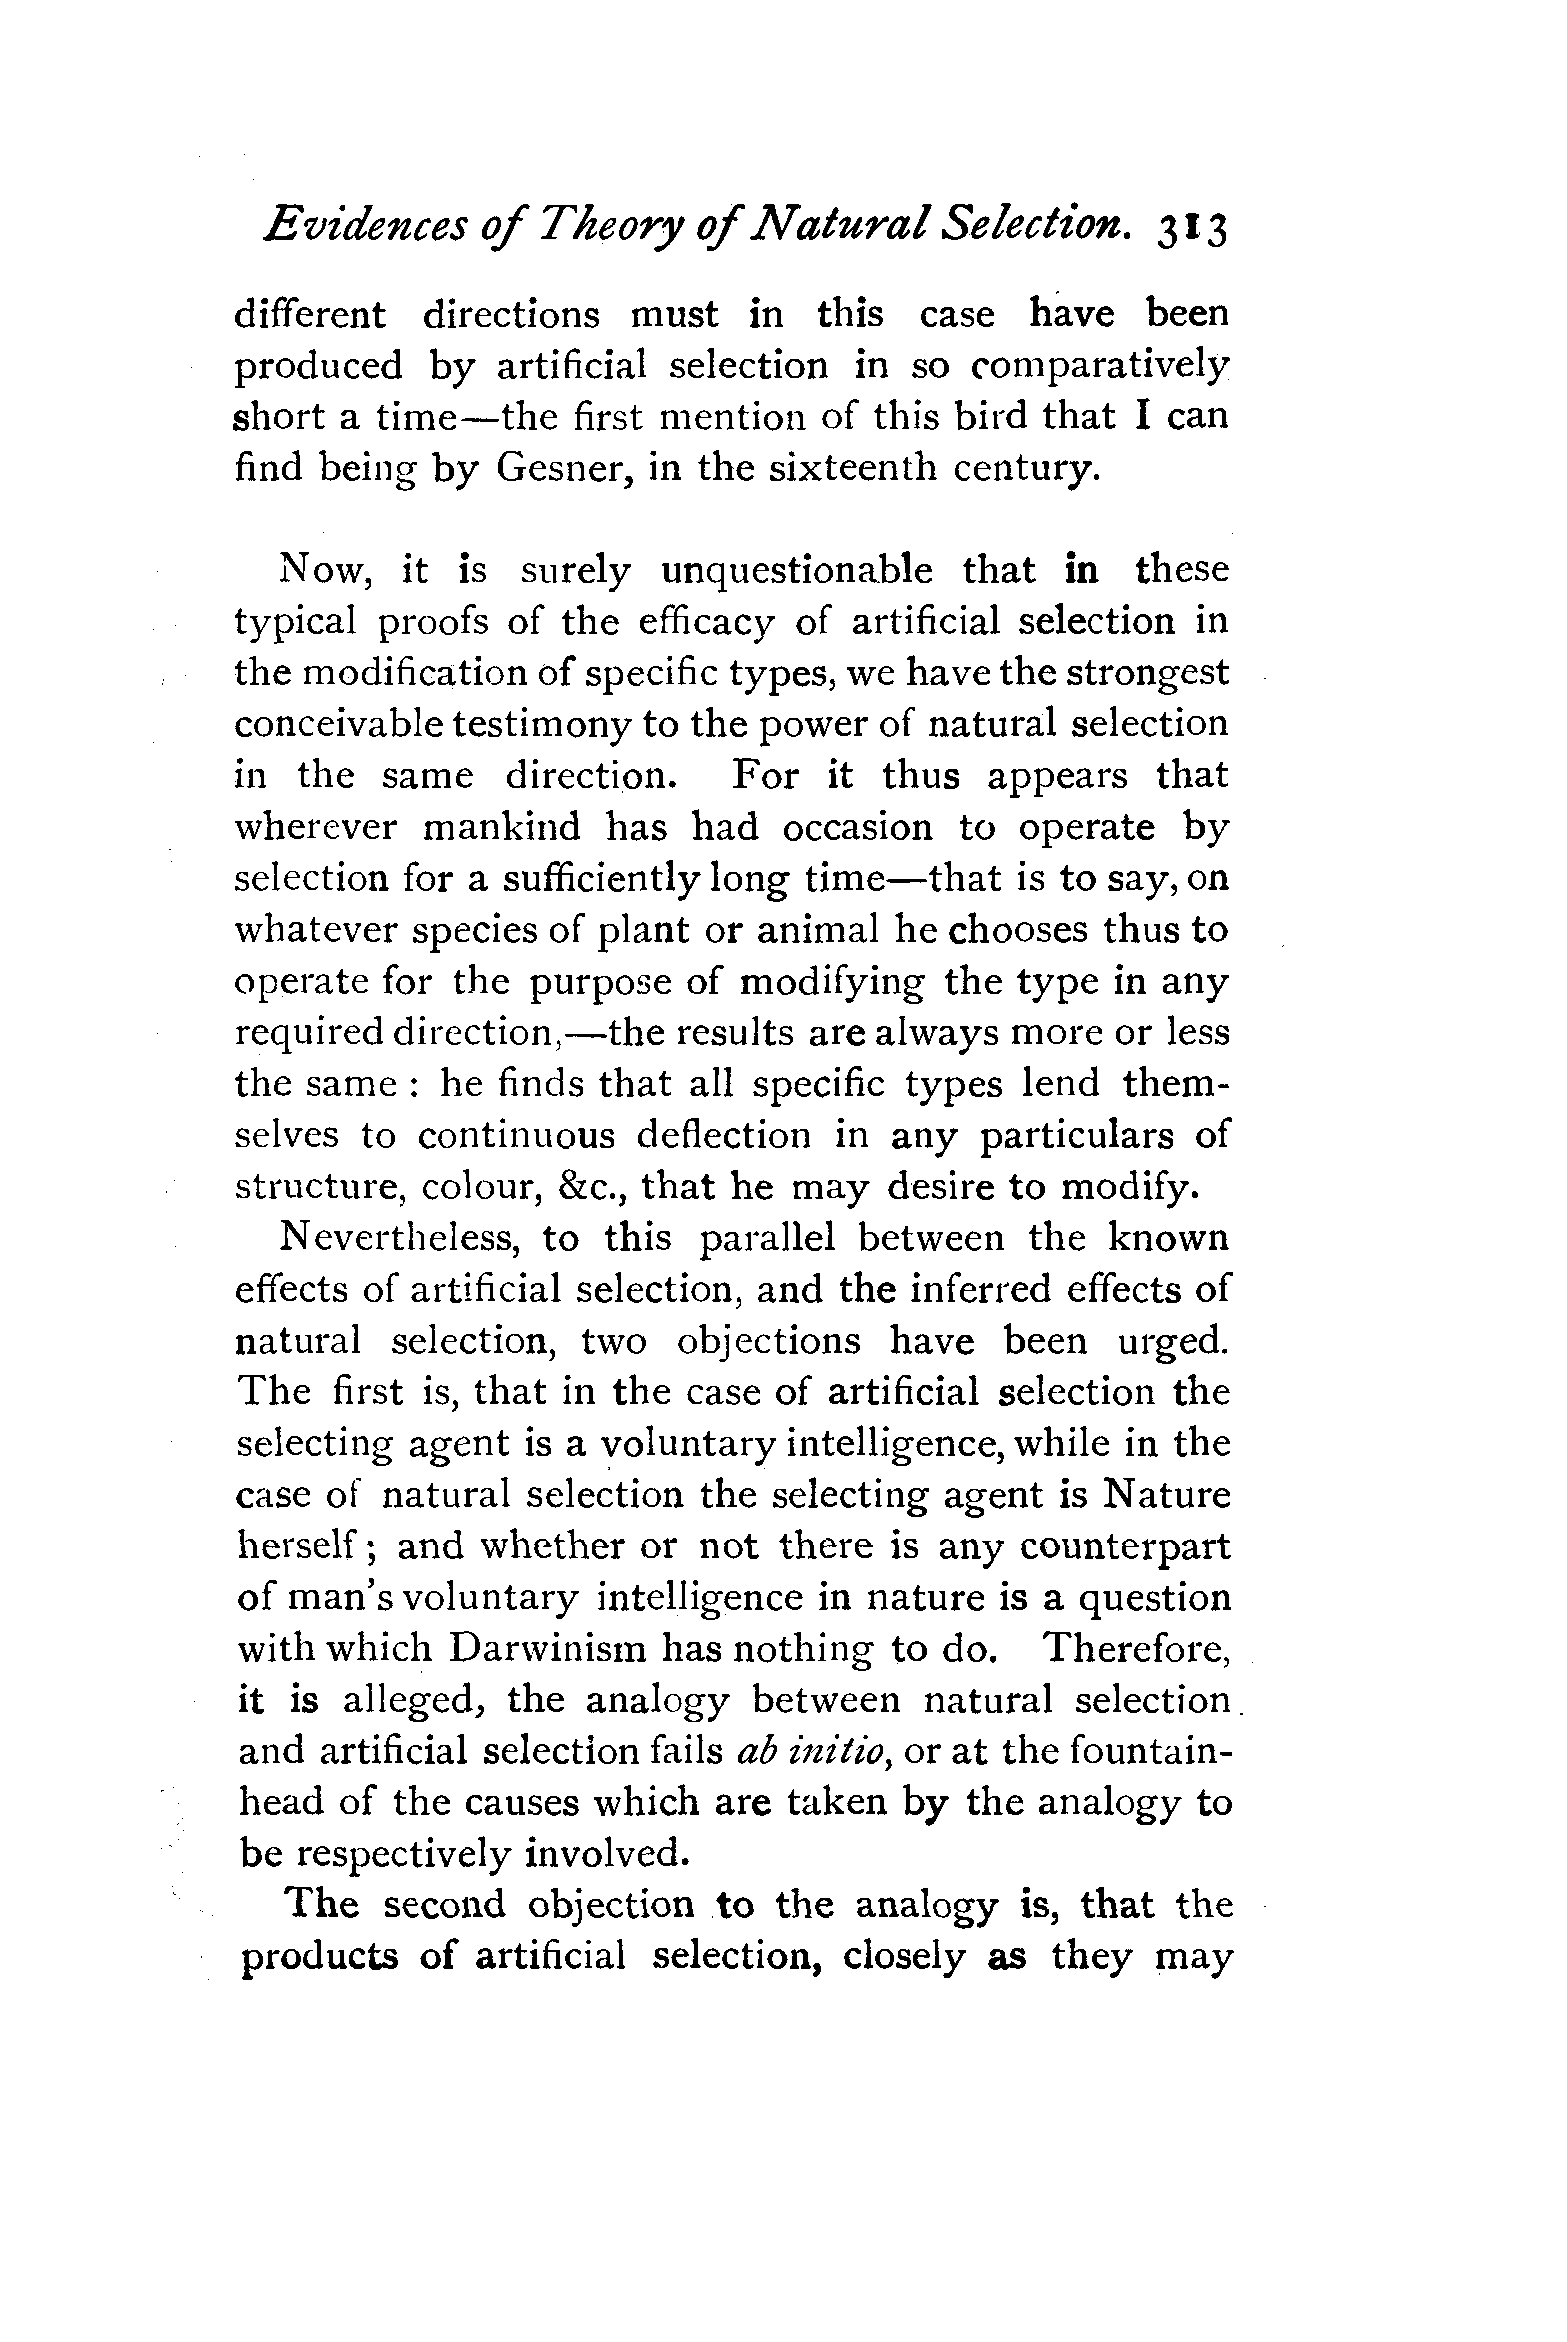 Evidences of Theory of Natural Selection. 313
different directions must in this case have been
produced by artificial selection in so comparatively
short a time—the first mention of this bird that I can
find being by Gesner, in the sixteenth century.
Now, it is surely unquestionable that in these
typical proofs of the efficacy of artificial selection in
the modification of specific types, we have the strongest
conceivable testimony to the power of natural selection
in the same direction. For it thus appears that
wherever mankind has had occasion to operate by
selection for a sufficiently long time—that is to say, on
whatever species of plant or animal he chooses thus to
operate for the purpose of modifying the type in any
required direction,—the results are always more or less
the same : he finds that all specific types lend them-
selves to continuous deflection in any particulars of
structure, colour, &c., that he may desire to modify.
Nevertheless, to this parallel between the known
effects of artificial selection, and the inferred effects of
natural selection, two objections have been urged.
The first is, that in the case of artificial selection the
selecting agent is a voluntary intelligence, while in the
case of natural selection the selecting agent is Nature
herself ; and whether or not there is any counterpart
of man's voluntary intelligence in nature is a question
with which Darwinism has nothing to do. Therefore,
it is alleged, the analogy between natural selection
and artificial selection fails ab initio, or at the fountain-
head of the causes which are taken by the analogy to
be respectively involved.
The second objection to the analogy is, that the
products of artificial selection, closely as they may